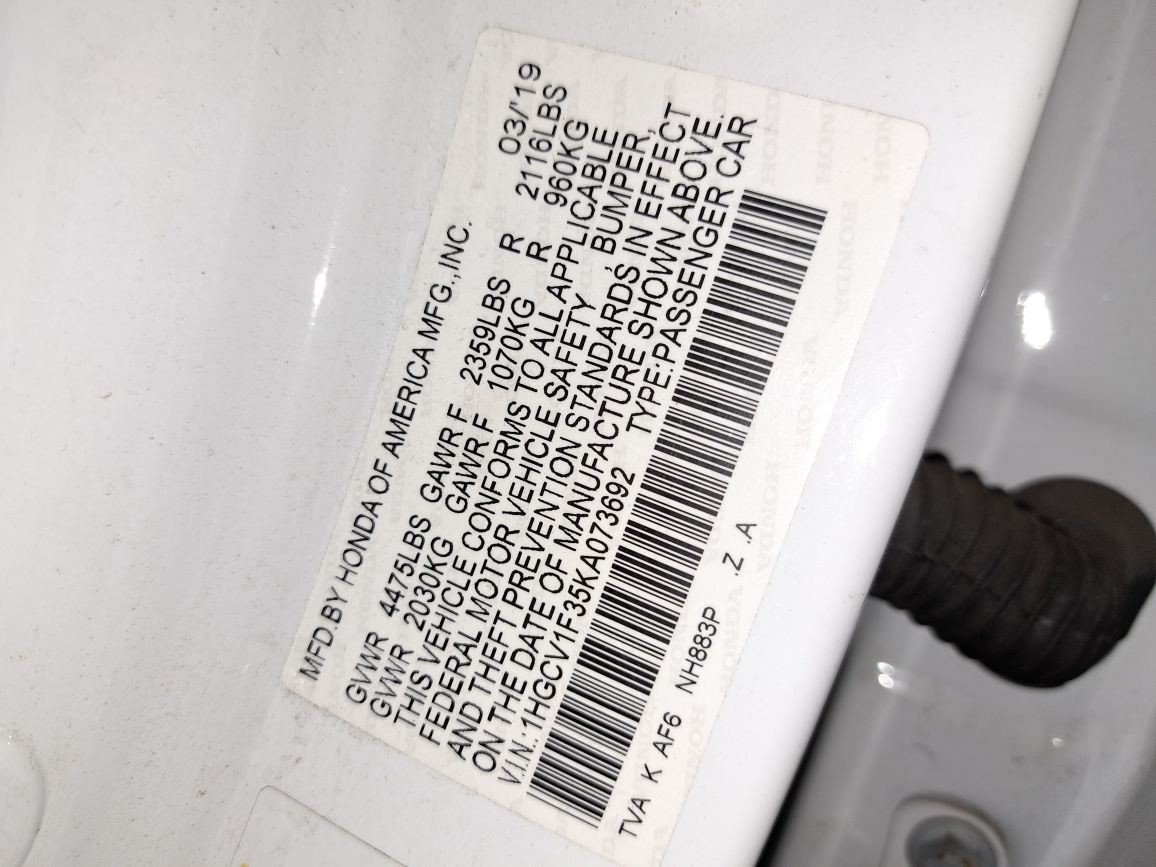 MFD.BY HONDA OF AMERICA MFG.,INC. 03/'19
GVWR 4475LBS GAWR F 2359LBS R 2116LBS
GVWR 2030KG GAWR F 1070KG R 960KG
THIS VEHICLE CONFORMS TO ALL APPLICABLE
FEDERAL MOTOR VEHICLE SAFETY, BUMPER,
AND THEFT PREVENTION STANDARDS IN EFFECT
ON THE DATE OF MANUFACTURE SHOWN ABOVE.
V.I.N.:1HGCV1F35KA073692 TYPE:PASSENGER CAR
TVA K AF6 NH883P .Z .A